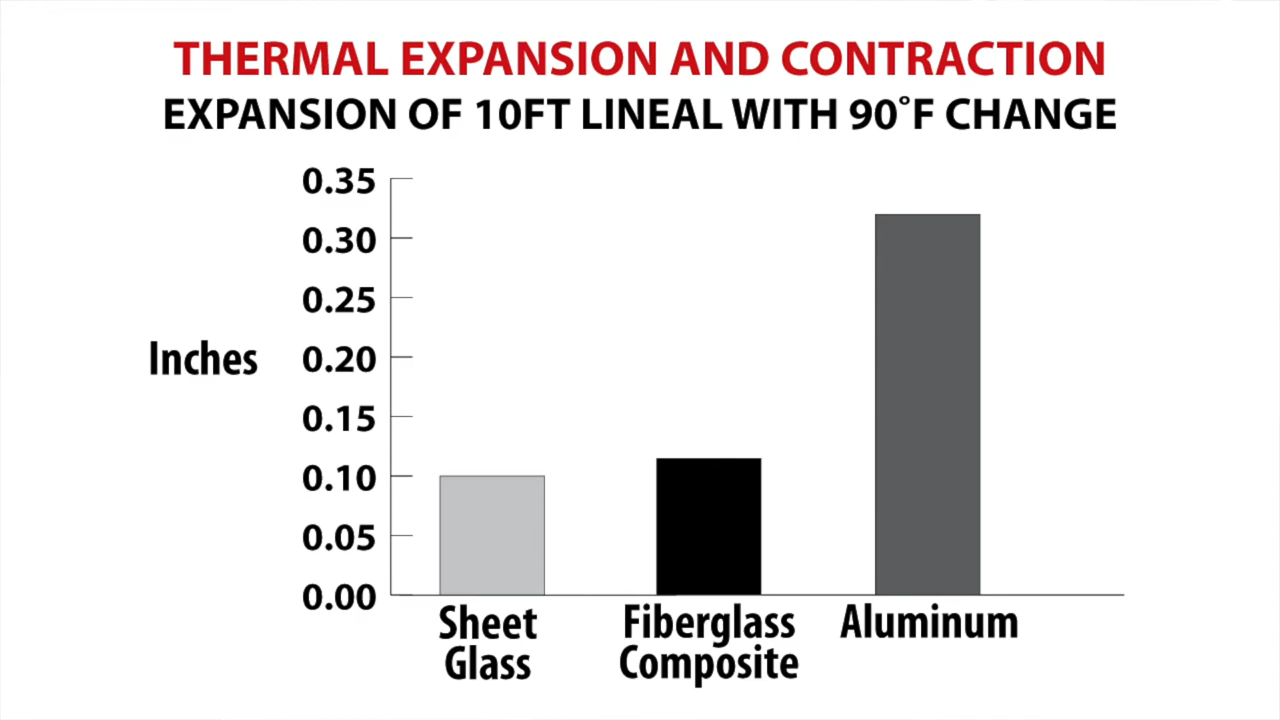 THERMAL EXPANSION AND CONTRACTION
EXPANSION OF 10FT LINEAL WITH 90°F CHANGE
0.35
0.30
0.25
Inches 0.20
0.15
0.10
0.05
0.00
Sheet Fiberglass Aluminum
Glass Composite